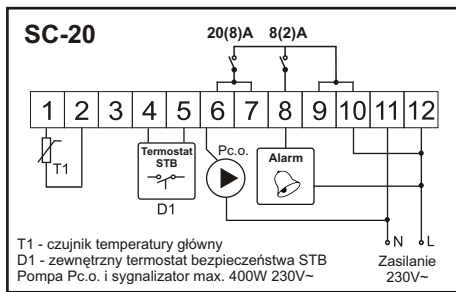 SC-20
20(8)A 8(2)A
1 2 3 4 5 6 7 8 9 10 11 12
T1
Termostat
STB
D1
Pc.o.
Alarm
N L
T1 - czujnik temperatury główny
D1 - zewnętrzny termostat bezpieczeństwa STB
Pompa Pc.o. i sygnalizator max. 400W 230V~
Zasilanie
230V~